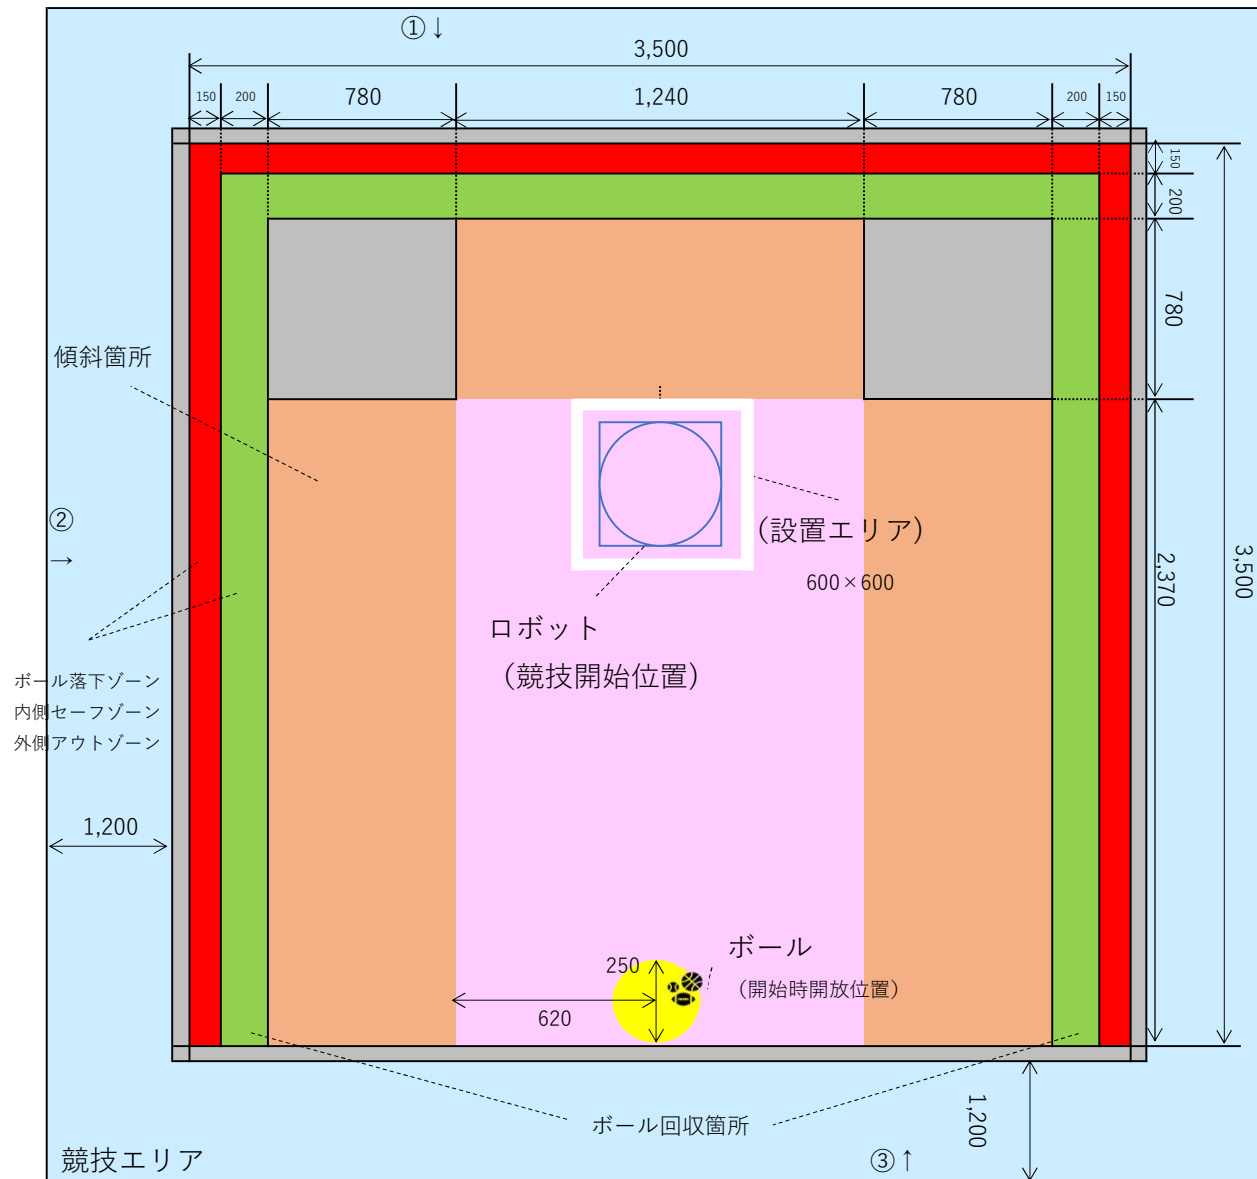 ①↓
3,500
150 200 780 1,240 780 200 150
150
200
780
傾斜箇所
②
→
(設置エリア)
600×600
2,370
3,500
ロボット
(競技開始位置)
ボール落下ゾーン
内側セーフゾーン
外側アウトゾーン
1,200
ボール
250
(開始時開放位置)
620
1,200
ボール回収箇所
競技エリア
③↑